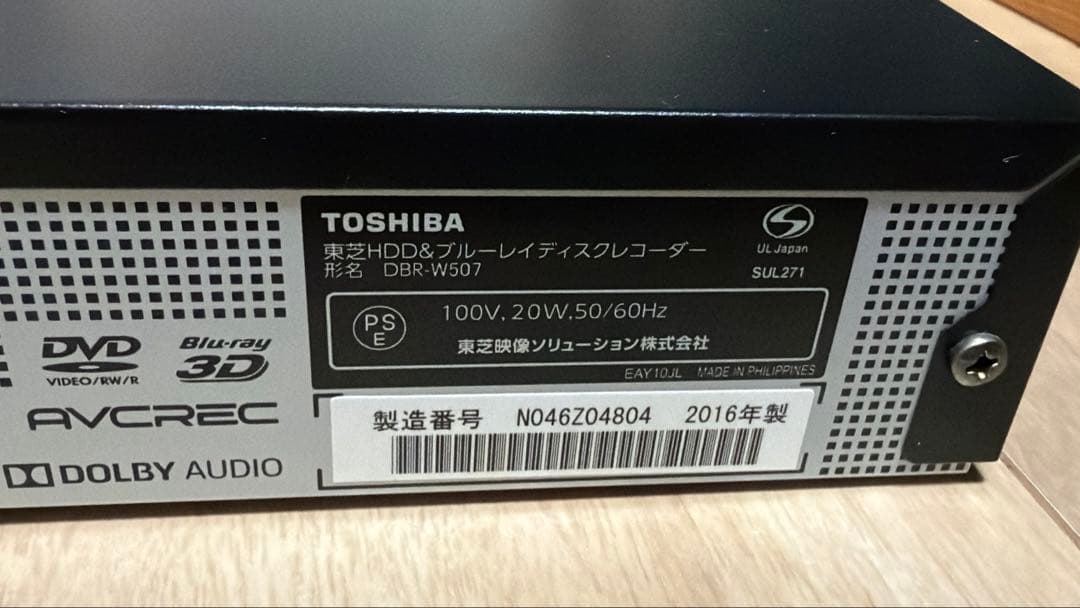 TOSHIBA
東芝HDD&ブルーレイディスクレコーダー
形名 DBR-W507
UL Japan
SUL271
PS
E
100V, 20W, 50/60Hz
東芝映像ソリューション株式会社
EAY10JL MADE IN PHILIPPINES
製造番号 N046Z04804 2016年製
DVD
VIDEO/RW/R
Blu-ray
3D
AVCREC
DOLBY AUDIO